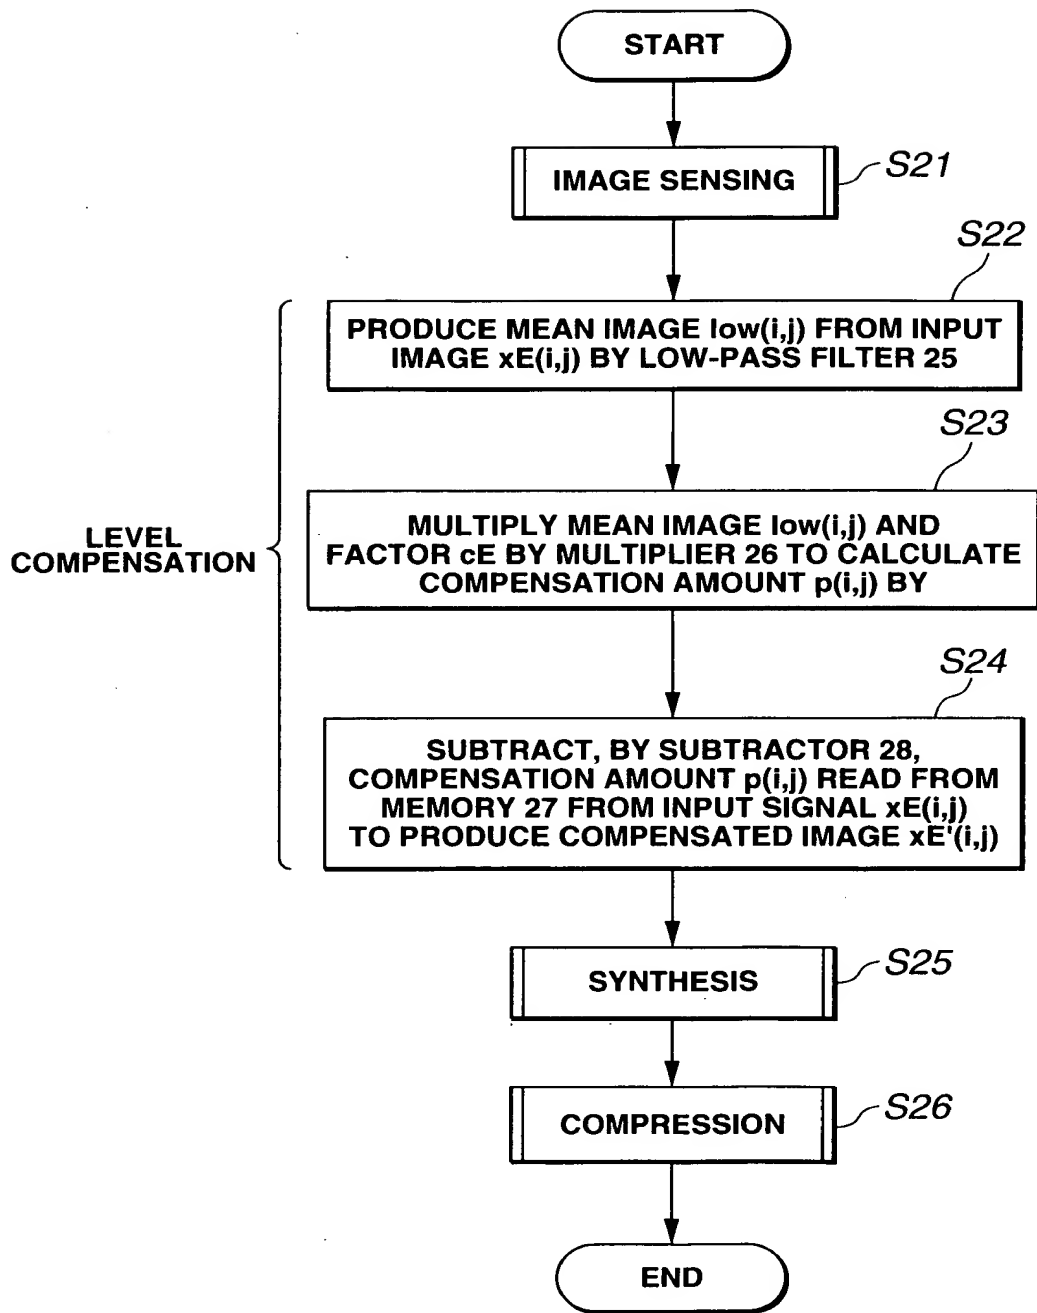 START
IMAGE SENSING
S21
S22
PRODUCE MEAN IMAGE low(i,j) FROM INPUT
IMAGE xE(i,j) BY LOW-PASS FILTER 25
S23
MULTIPLY MEAN IMAGE low(i,j) AND
FACTOR cE BY MULTIPLIER 26 TO CALCULATE
COMPENSATION AMOUNT p(i,j) BY
LEVEL
COMPENSATION
S24
SUBTRACT, BY SUBTRACTOR 28,
COMPENSATION AMOUNT p(i,j) READ FROM
MEMORY 27 FROM INPUT SIGNAL xE(i,j)
TO PRODUCE COMPENSATED IMAGE xE'(i,j)
SYNTHESIS
S25
COMPRESSION
S26
END